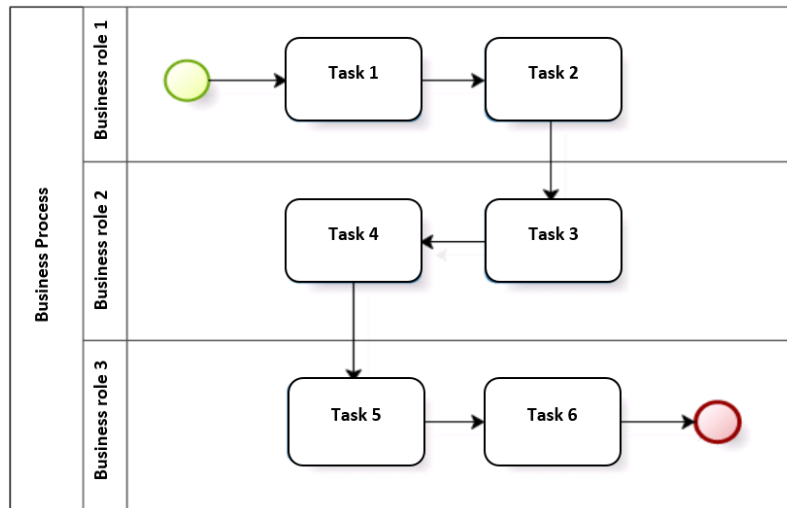 Business Process
Business role 1
Task 1
Task 2
Business role 2
Task 4
Task 3
Business role 3
Task 5
Task 6